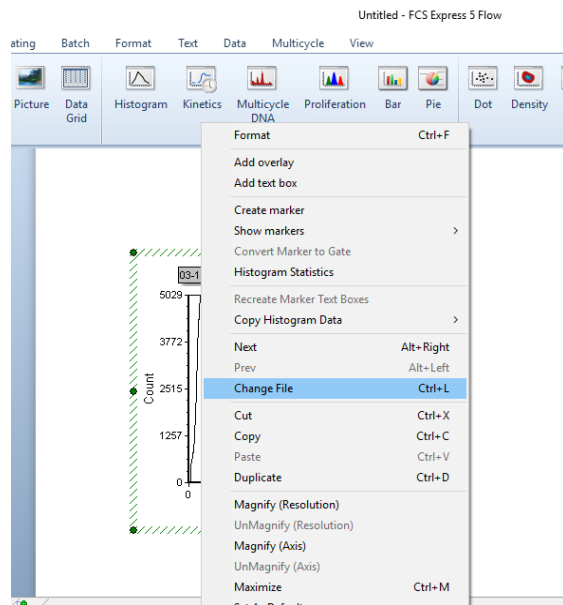 Untitled - FCS Express 5 Flow
ating Batch Format Text Data Multicycle View
Picture Data Grid Histogram Kinetics Multicycle DNA Proliferation Bar Pie Dot Density
Format Ctrl+F
Add overlay
Add text box
Create marker
Show markers
Convert Marker to Gate
Histogram Statistics
Recreate Marker Text Boxes
Copy Histogram Data
Next Alt+Right
Prev Alt+Left
Change File Ctrl+L
Cut Ctrl+X
Copy Ctrl+C
Paste Ctrl+V
Duplicate Ctrl+D
Magnify (Resolution)
UnMagnify (Resolution)
Magnify (Axis)
UnMagnify (Axis)
Maximize Ctrl+M
03-1
5029
3772
2515
1257
0
0
Count